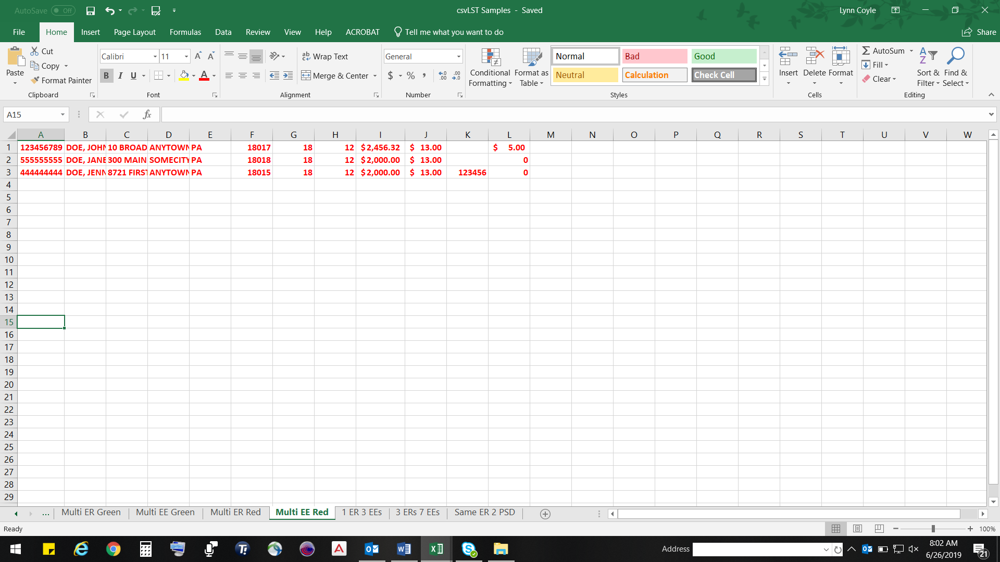 AutoSave Off csvLST Samples - Saved Lynn Coyle
File Home Insert Page Layout Formulas Data Review View Help ACROBAT Tell me what you want to do Share
Paste
Cut
Copy
Format Painter
Clipboard
Calibri 11
B I U
Font
Wrap Text
Merge & Center
Alignment
General
$ % ,
Number
Conditional Formatting
Format as Table
Normal Bad Good
Neutral Calculation Check Cell
Styles
Insert Delete Format
Cells
AutoSum
Fill
Clear
Sort & Filter
Find & Select
Editing
A15 fx
A B C D E F G H I J K L M N O P Q R S T U V W
1 123456789 DOE, JOHN 10 BROAD ANYTOWN PA 18017 18 12 $2,456.32 $ 13.00 $ 5.00
2 555555555 DOE, JANE 300 MAIN SOMECITY PA 18018 18 12 $2,000.00 $ 13.00 0
3 444444444 DOE, JENN 8721 FIRST ANYTOWN PA 18015 18 12 $2,000.00 $ 13.00 123456 0
4
5
6
7
8
9
10
11
12
13
14
15
16
17
18
19
20
21
22
23
24
25
26
27
28
29
... Multi ER Green Multi EE Green Multi ER Red Multi EE Red 1 ER 3 EEs 3 ERs 7 EEs Same ER 2 PSD
Ready 100%
Address 8:02 AM
6/26/2019 21